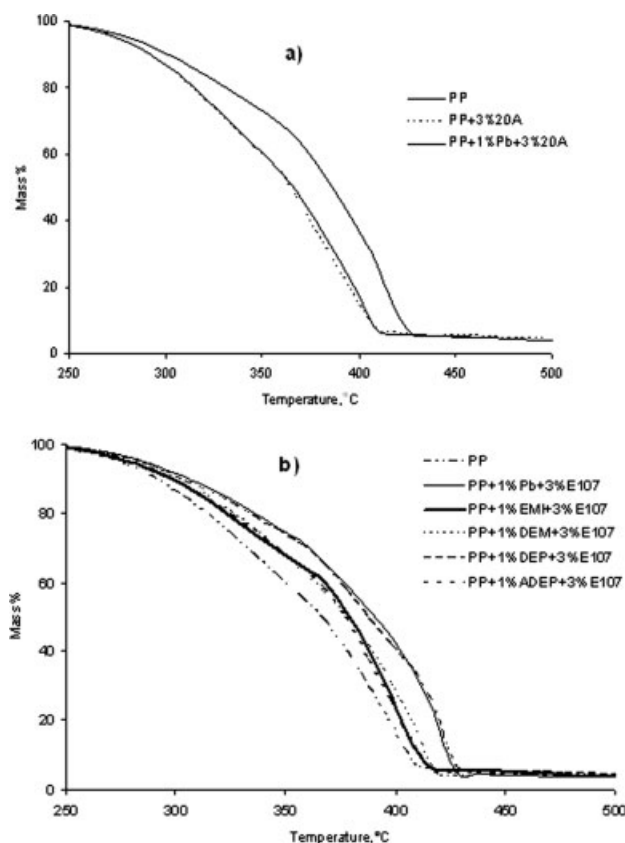 100
80
60
40
20
0
Mass %
a)
PP
PP+3%20A
PP+1%Pb+3%20A
250 300 350 400 450 500
Temperature, °C
100
80
60
40
20
0
Mass %
b)
PP
PP+1%Pb+3%E107
PP+1%EMI+3%E107
PP+1%DEM+3%E107
PP+1%DEP+3%E107
PP+1%ADEP+3%E107
250 300 350 400 450 500
Temperature, °C